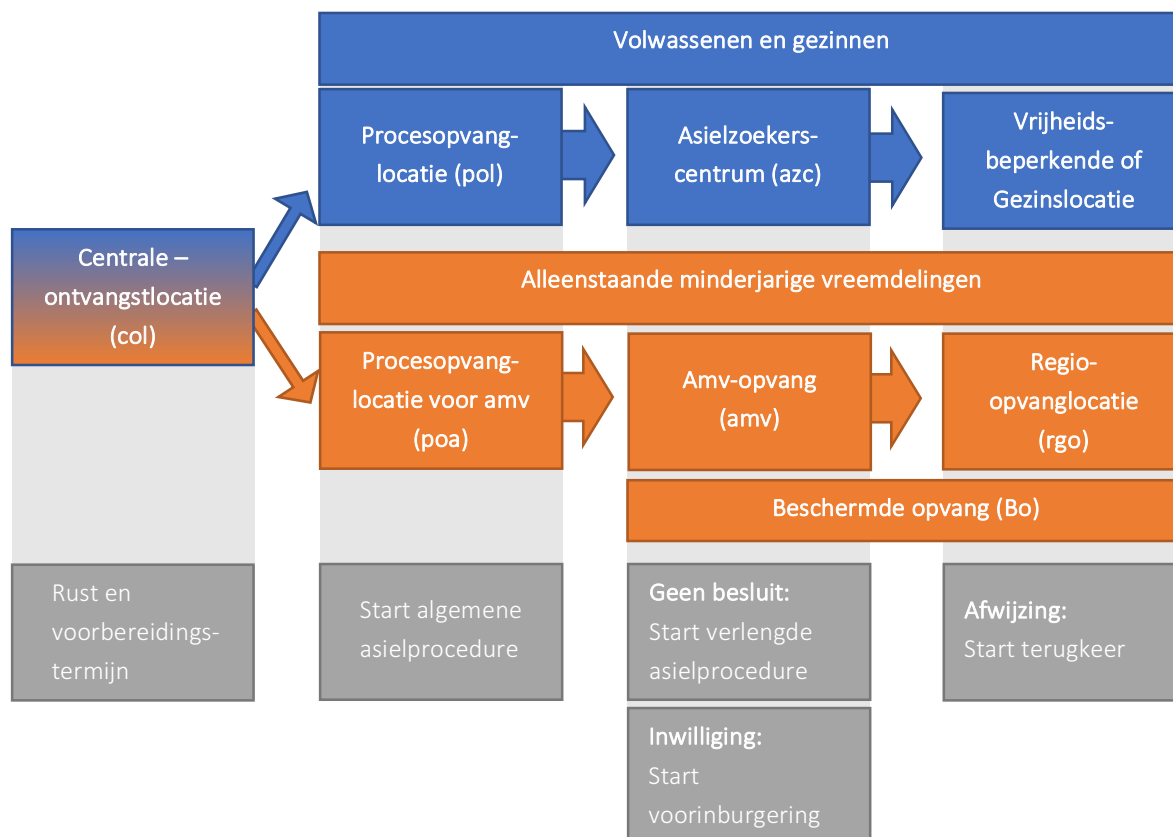 Volwassenen en gezinnen
Procesopvang-
locatie (pol)
Asielzoekers-
centrum (azc)
Vrijheids-
beperkende of
Gezinslocatie
Centrale –
ontvangstlocatie
(col)
Alleenstaande minderjarige vreemdelingen
Procesopvang-
locatie voor amv
(poa)
Amv-opvang
(amv)
Regio-
opvanglocatie
(rgo)
Beschermde opvang (Bo)
Rust en
voorbereidings-
termijn
Start algemene
asielprocedure
Geen besluit:
Start verlengde
asielprocedure
Afwijzing:
Start terugkeer
Inwilliging:
Start
voorinburgering